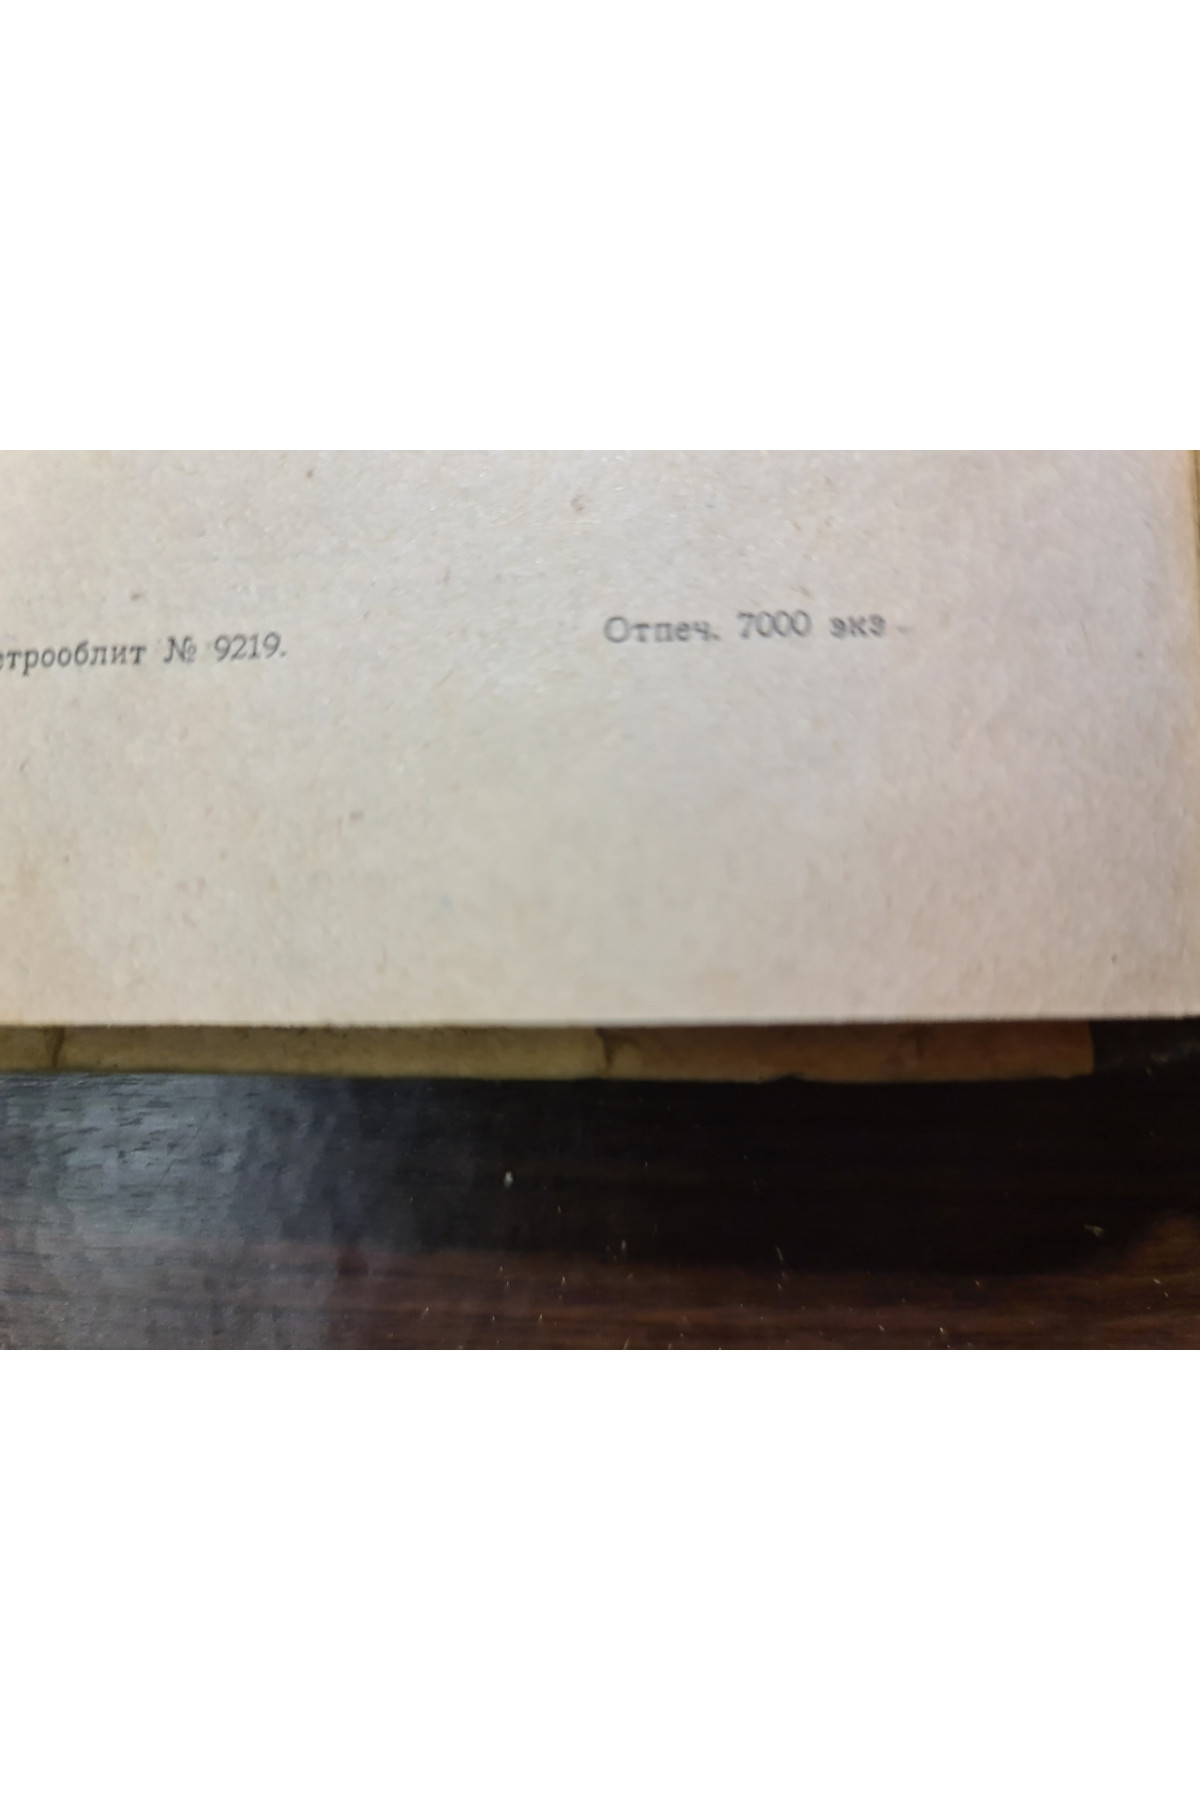 етрооблит № 9219.
Отпеч. 7000 экз.